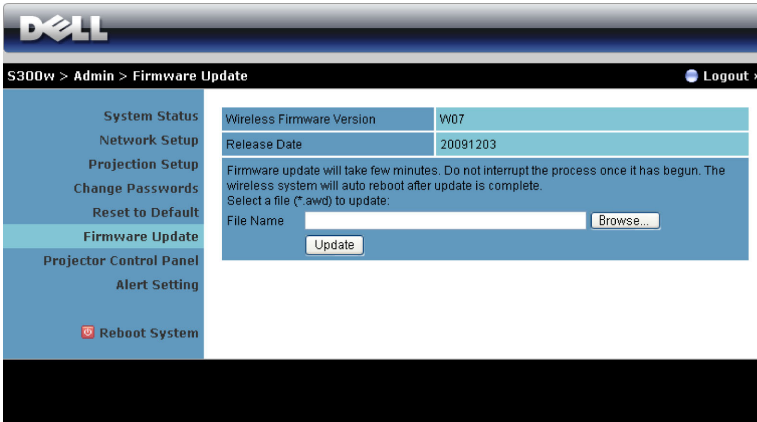 DELL
S300w > Admin > Firmware Update
Logout »
System Status
Network Setup
Projection Setup
Change Passwords
Reset to Default
Firmware Update
Projector Control Panel
Alert Setting
Reboot System
Wireless Firmware Version W07
Release Date 20091203
Firmware update will take few minutes. Do not interrupt the process once it has begun. The
wireless system will auto reboot after update is complete.
Select a file (*.awd) to update:
File Name Browse...
Update